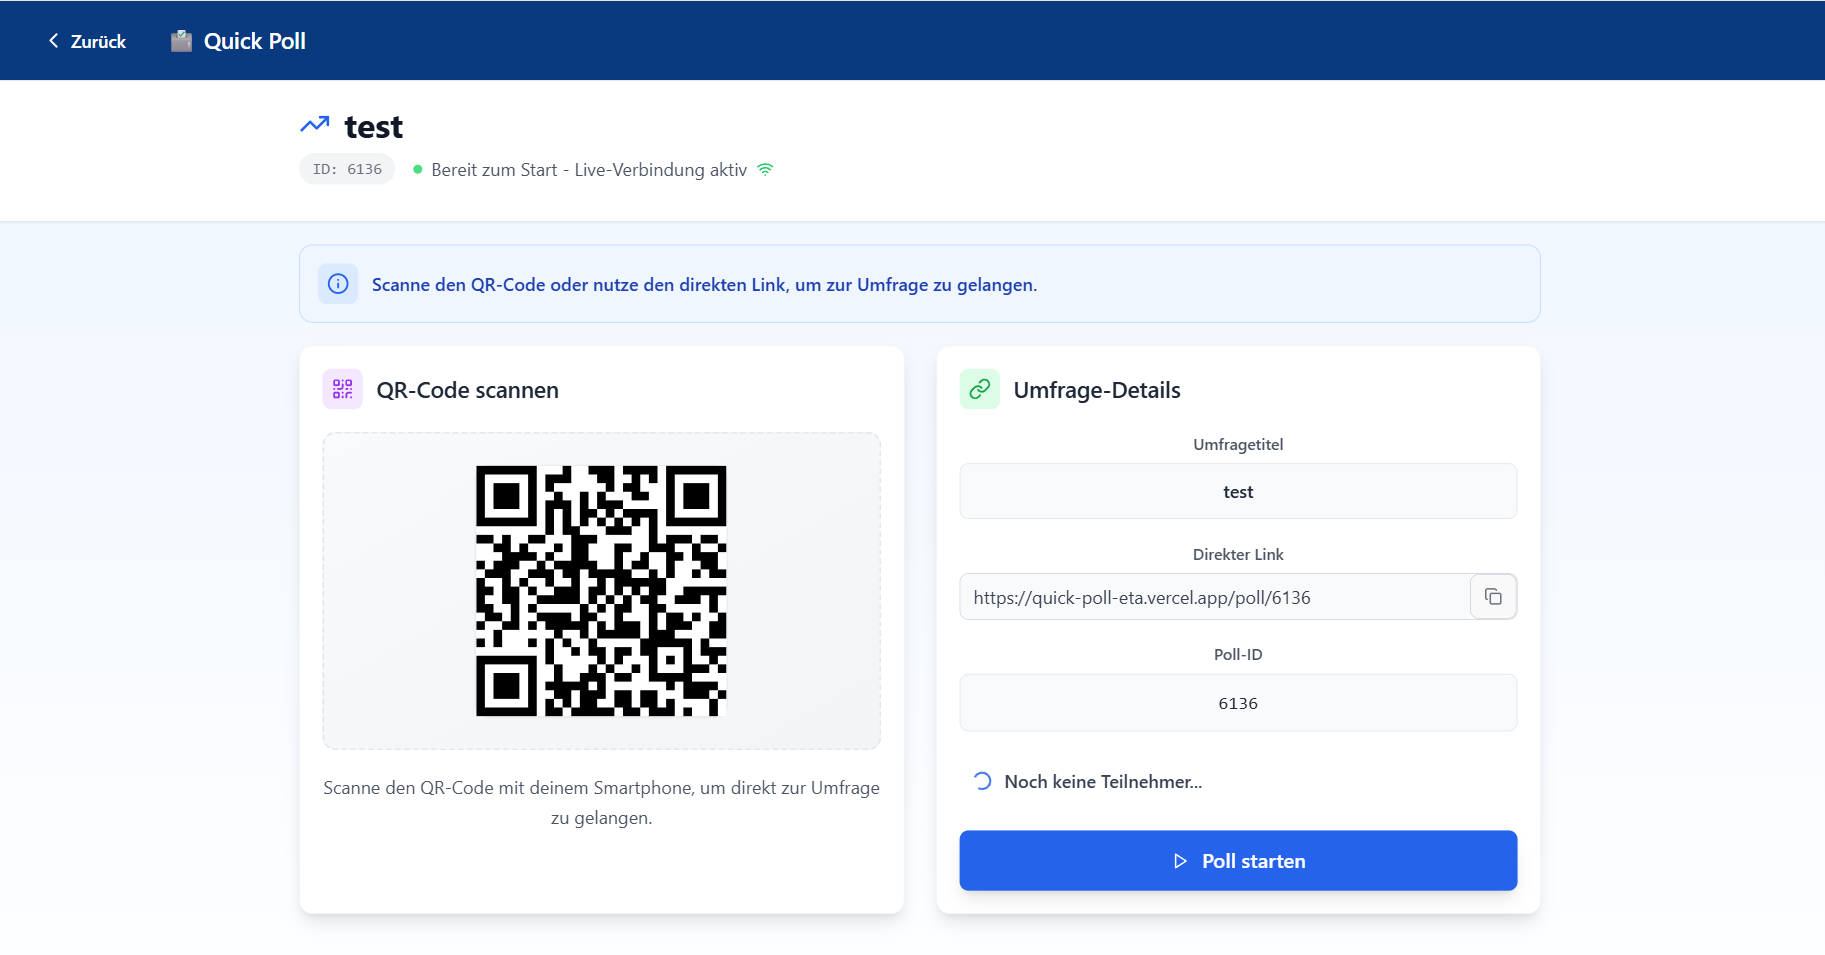 Zurück
Quick Poll
test
ID: 6136
Bereit zum Start - Live-Verbindung aktiv
Scanne den QR-Code oder nutze den direkten Link, um zur Umfrage zu gelangen.
QR-Code scannen
Scanne den QR-Code mit deinem Smartphone, um direkt zur Umfrage
zu gelangen.
Umfrage-Details
Umfragetitel
test
Direkter Link
https://quick-poll-eta.vercel.app/poll/6136
Poll-ID
6136
Noch keine Teilnehmer...
Poll starten